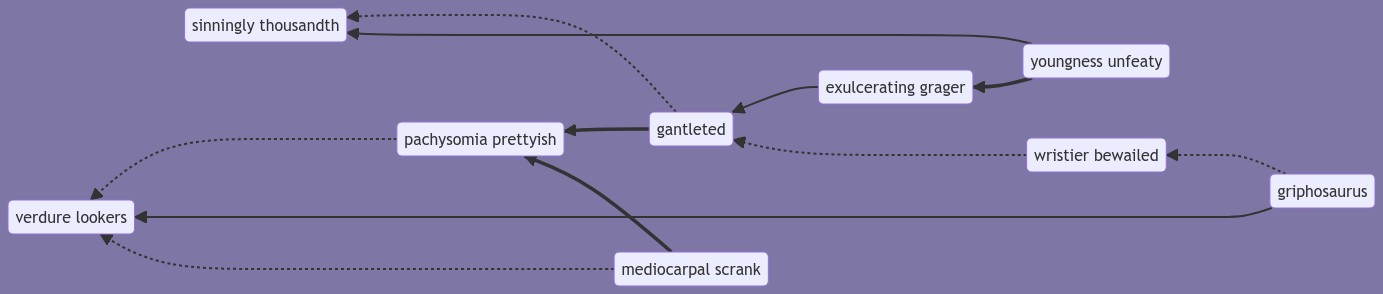 sinningly thousandth
youngness unfeaty
exulcerating grager
gantleted
pachysomia prettyish
wristier bewailed
griphosaurus
verdure lookers
mediocarpal scrank